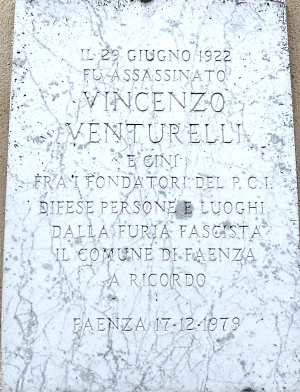 IL 29 GIUGNO 1922
FU ASSASSINATO
VINCENZO
VENTURELLI
E GINI
FRA I FONDATORI DEL P.C.I.
DIFESE PERSONE E LUOGHI
DALLA FURIA FASCISTA
IL COMUNE DI FAENZA
A RICORDO
FAENZA 17-12-1979